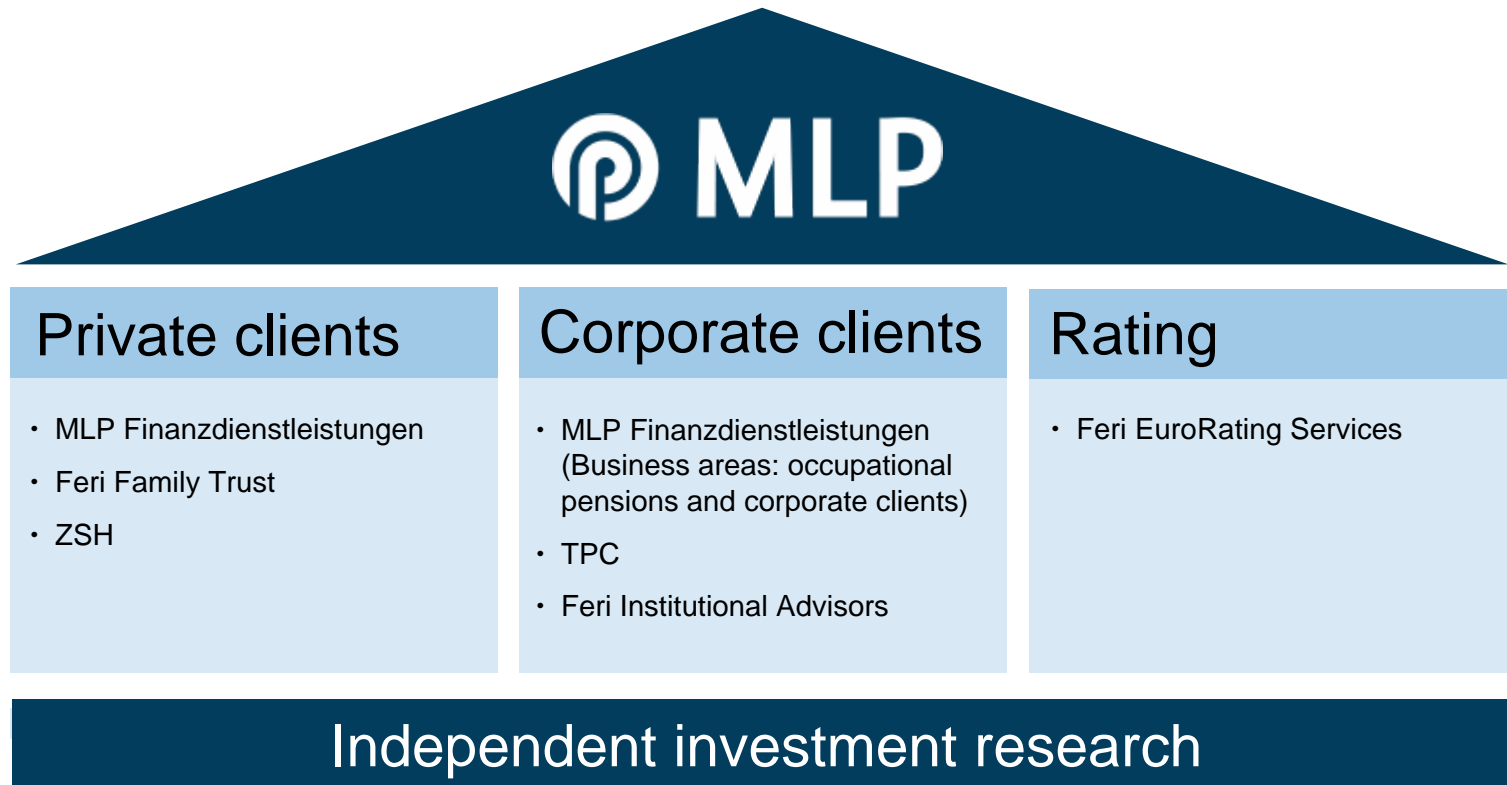 MLP
Private clients
・ MLP Finanzdienstleistungen
・ Feri Family Trust
・ ZSH
Corporate clients
・ MLP Finanzdienstleistungen
(Business areas: occupational
pensions and corporate clients)
・ TPC
・ Feri Institutional Advisors
Rating
・ Feri EuroRating Services
Independent investment research